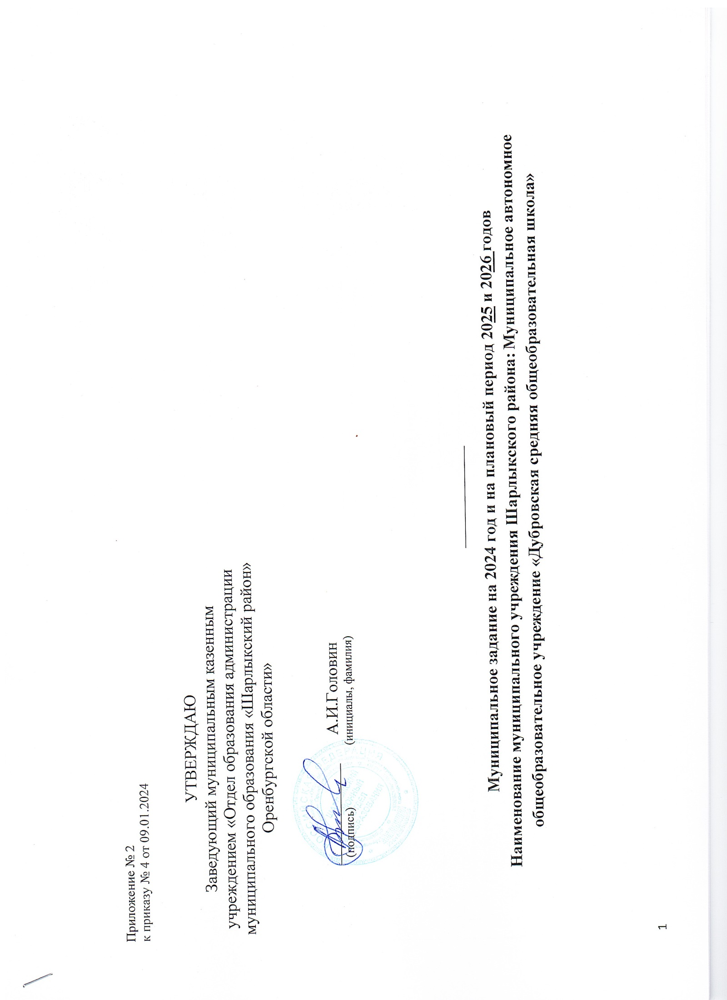 Приложение № 2
к приказу № 4 от 09.01.2024
УТВЕРЖДАЮ
Заведующий муниципальным казенным
учреждением «Отдел образования администрации
муниципального образования «Шарлыкский район»
Оренбургской области»
А.И.Головин
(подпись) (инициалы, фамилия)
ФЕДЕРАЦИЯ
Муниципальное задание на 2024 год и на плановый период 2025 и 2026 годов
Наименование муниципального учреждения Шарлыкского района: Муниципальное автономное
общеобразовательное учреждение «Дубровская средняя общеобразовательная школа»
1